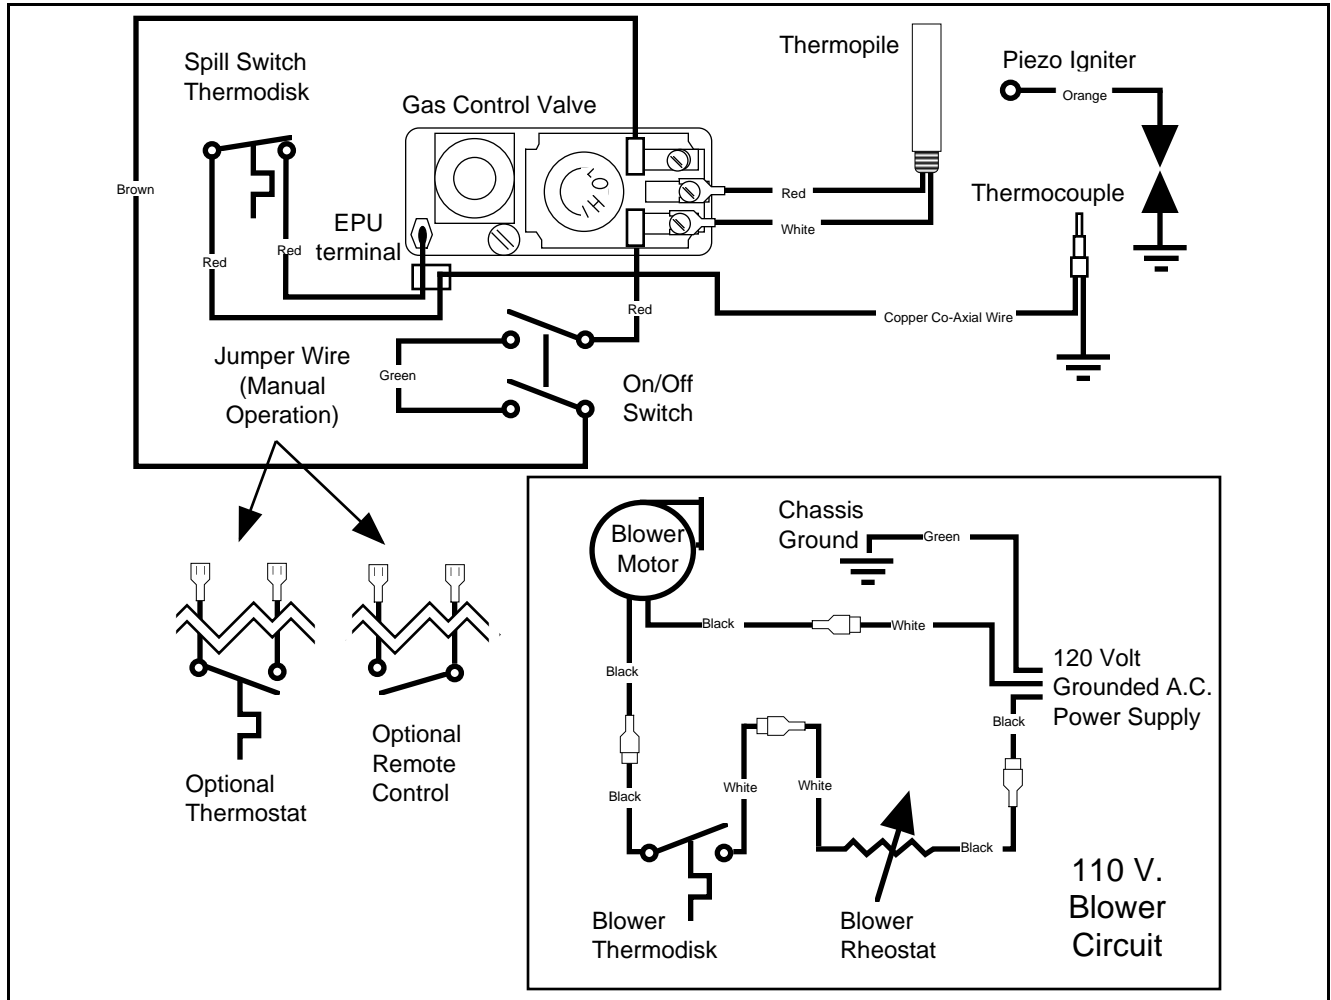 Spill Switch
Thermodisk
Gas Control Valve
Thermopile
Piezo Igniter
Orange
Brown
Red
White
Thermocouple
EPU
terminal
Red
Red
Red
Copper Co-Axial Wire
Jumper Wire
(Manual
Operation)
Green
On/Off
Switch
Optional
Thermostat
Optional
Remote
Control
Blower
Motor
Chassis
Ground
Green
Black
White
120 Volt
Grounded A.C.
Power Supply
Black
Black
Black
White
White
Black
Blower
Thermodisk
Blower
Rheostat
110 V.
Blower
Circuit